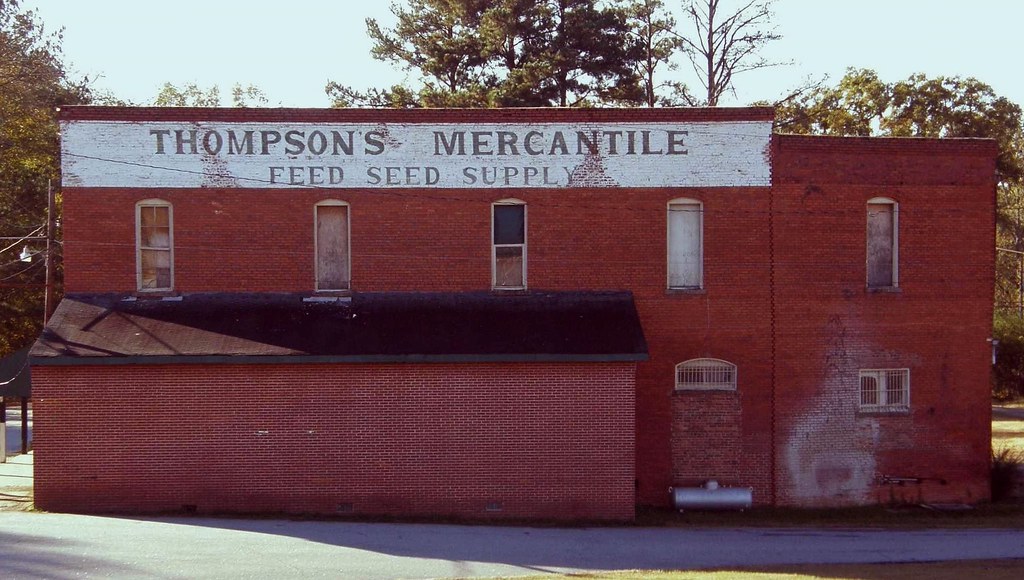 THOMPSON'S MERCANTILE
FEED SEED SUPPLY